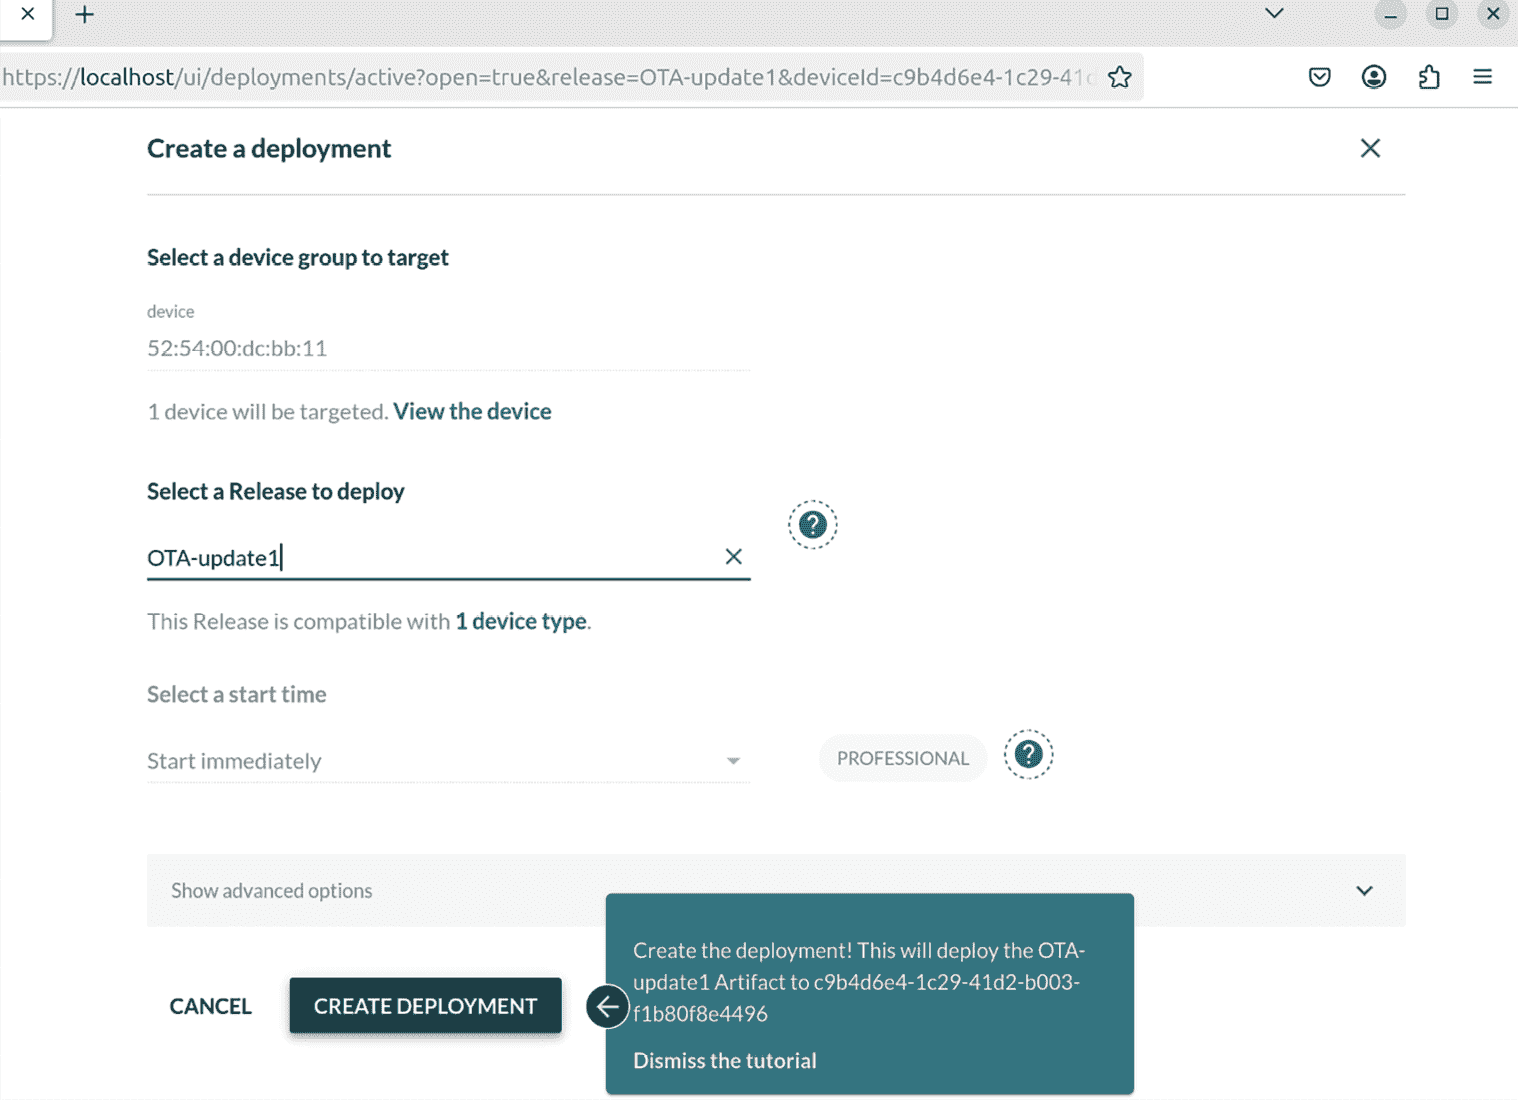 https://localhost/ui/deployments/active?open=true&release=OTA-update1&deviceId=c9b4d6e4-1c29-41d
Create a deployment
Select a device group to target
device
52:54:00:dc:bb:11
1 device will be targeted. View the device
Select a Release to deploy
OTA-update1
This Release is compatible with 1 device type.
Select a start time
Start immediately
PROFESSIONAL
Show advanced options
Create the deployment! This will deploy the OTA-
update1 Artifact to c9b4d6e4-1c29-41d2-b003-
f1b80f8e4496
Dismiss the tutorial
CANCEL
CREATE DEPLOYMENT